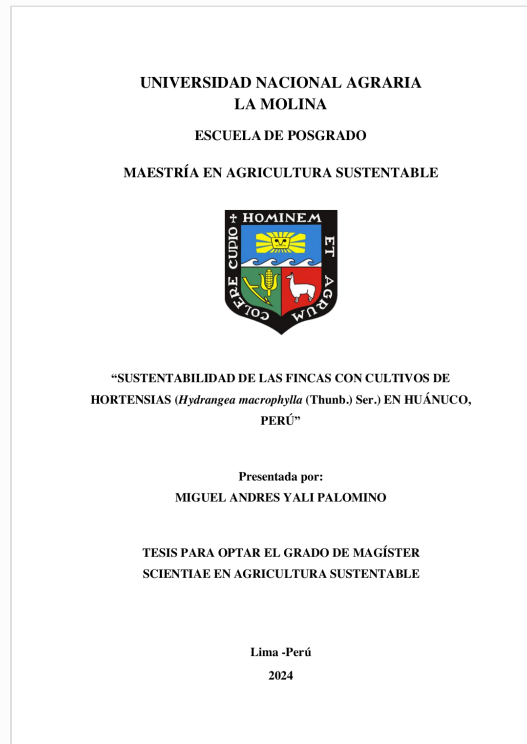 UNIVERSIDAD NACIONAL AGRARIA
LA MOLINA
ESCUELA DE POSGRADO
MAESTRÍA EN AGRICULTURA SUSTENTABLE
COLERE CUPIO + HOMINEM ET AGRUM
“SUSTENTABILIDAD DE LAS FINCAS CON CULTIVOS DE
HORTENSIAS (Hydrangea macrophylla (Thunb.) Ser.) EN HUÁNUCO,
PERÚ”
Presentada por:
MIGUEL ANDRES YALI PALOMINO
TESIS PARA OPTAR EL GRADO DE MAGÍSTER
SCIENTIAE EN AGRICULTURA SUSTENTABLE
Lima -Perú
2024